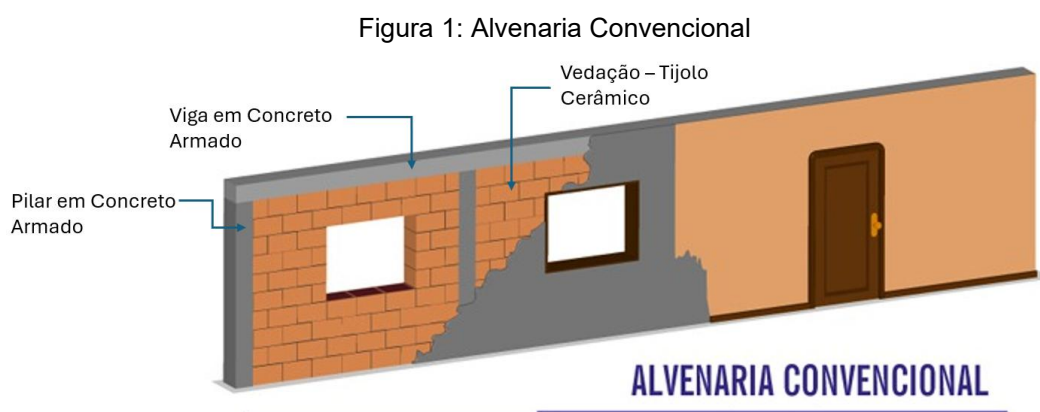 Figura 1: Alvenaria Convencional
Vedação – Tijolo
Cerâmico
Viga em Concreto
Armado
Pilar em Concreto
Armado
ALVENARIA CONVENCIONAL